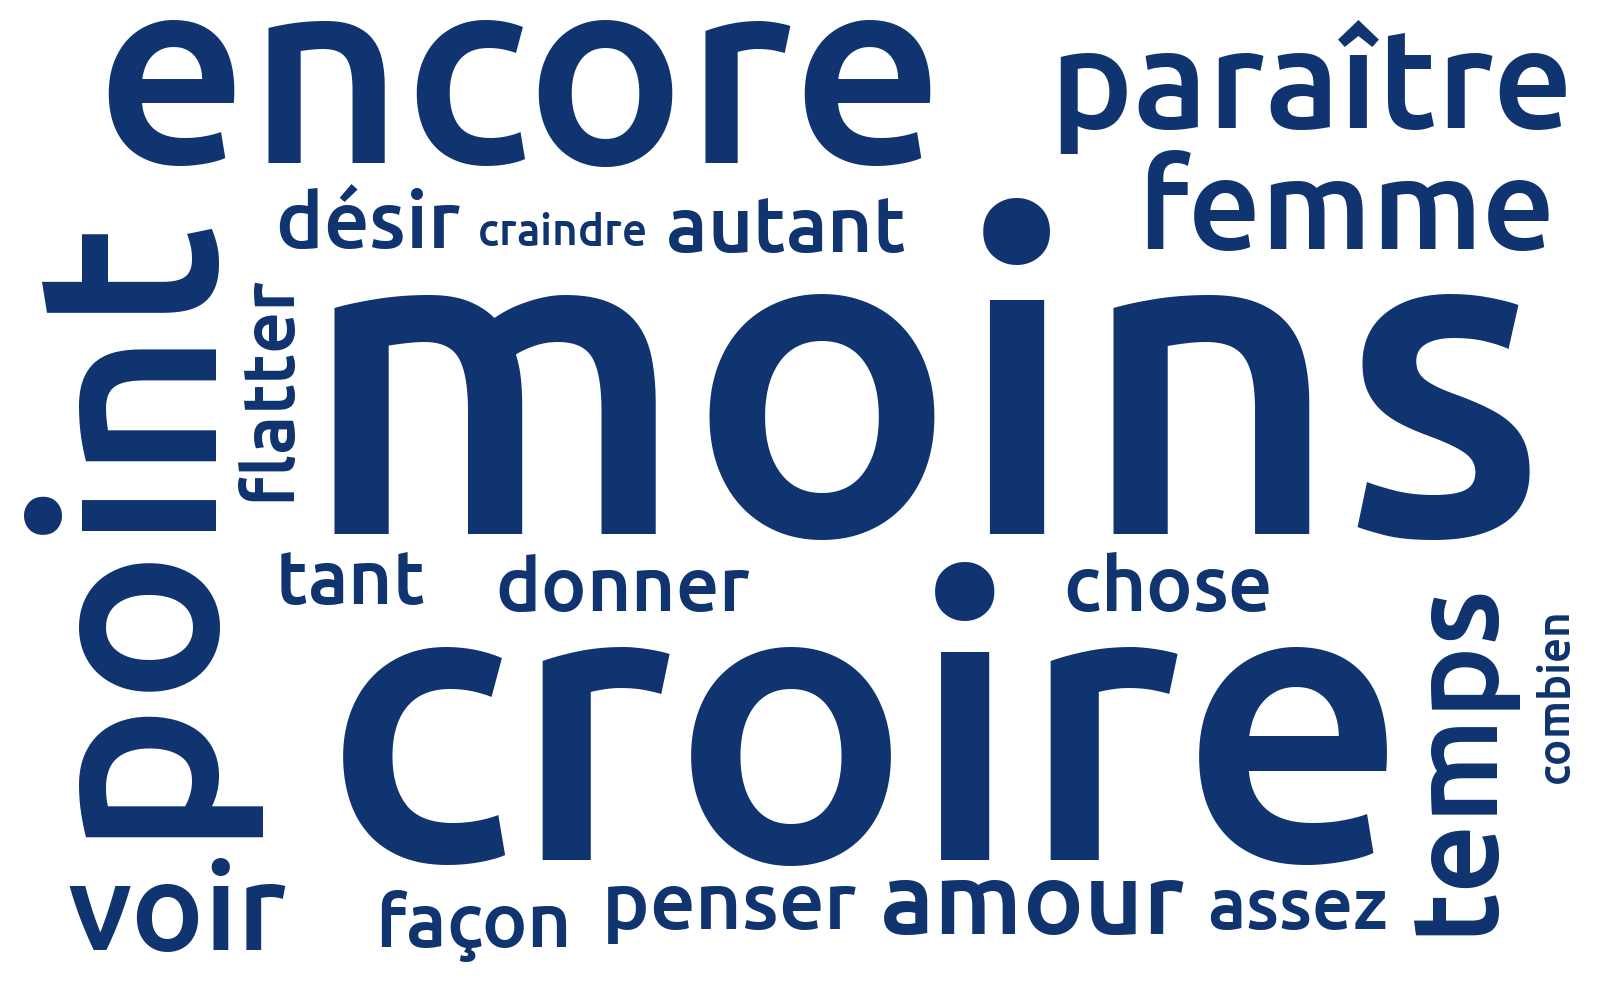 encore
paraître
femme
désir
craindre
autant
point
flatter
moins
tant
donner
chose
croire
temps
combien
voir
façon
penser
amour
assez